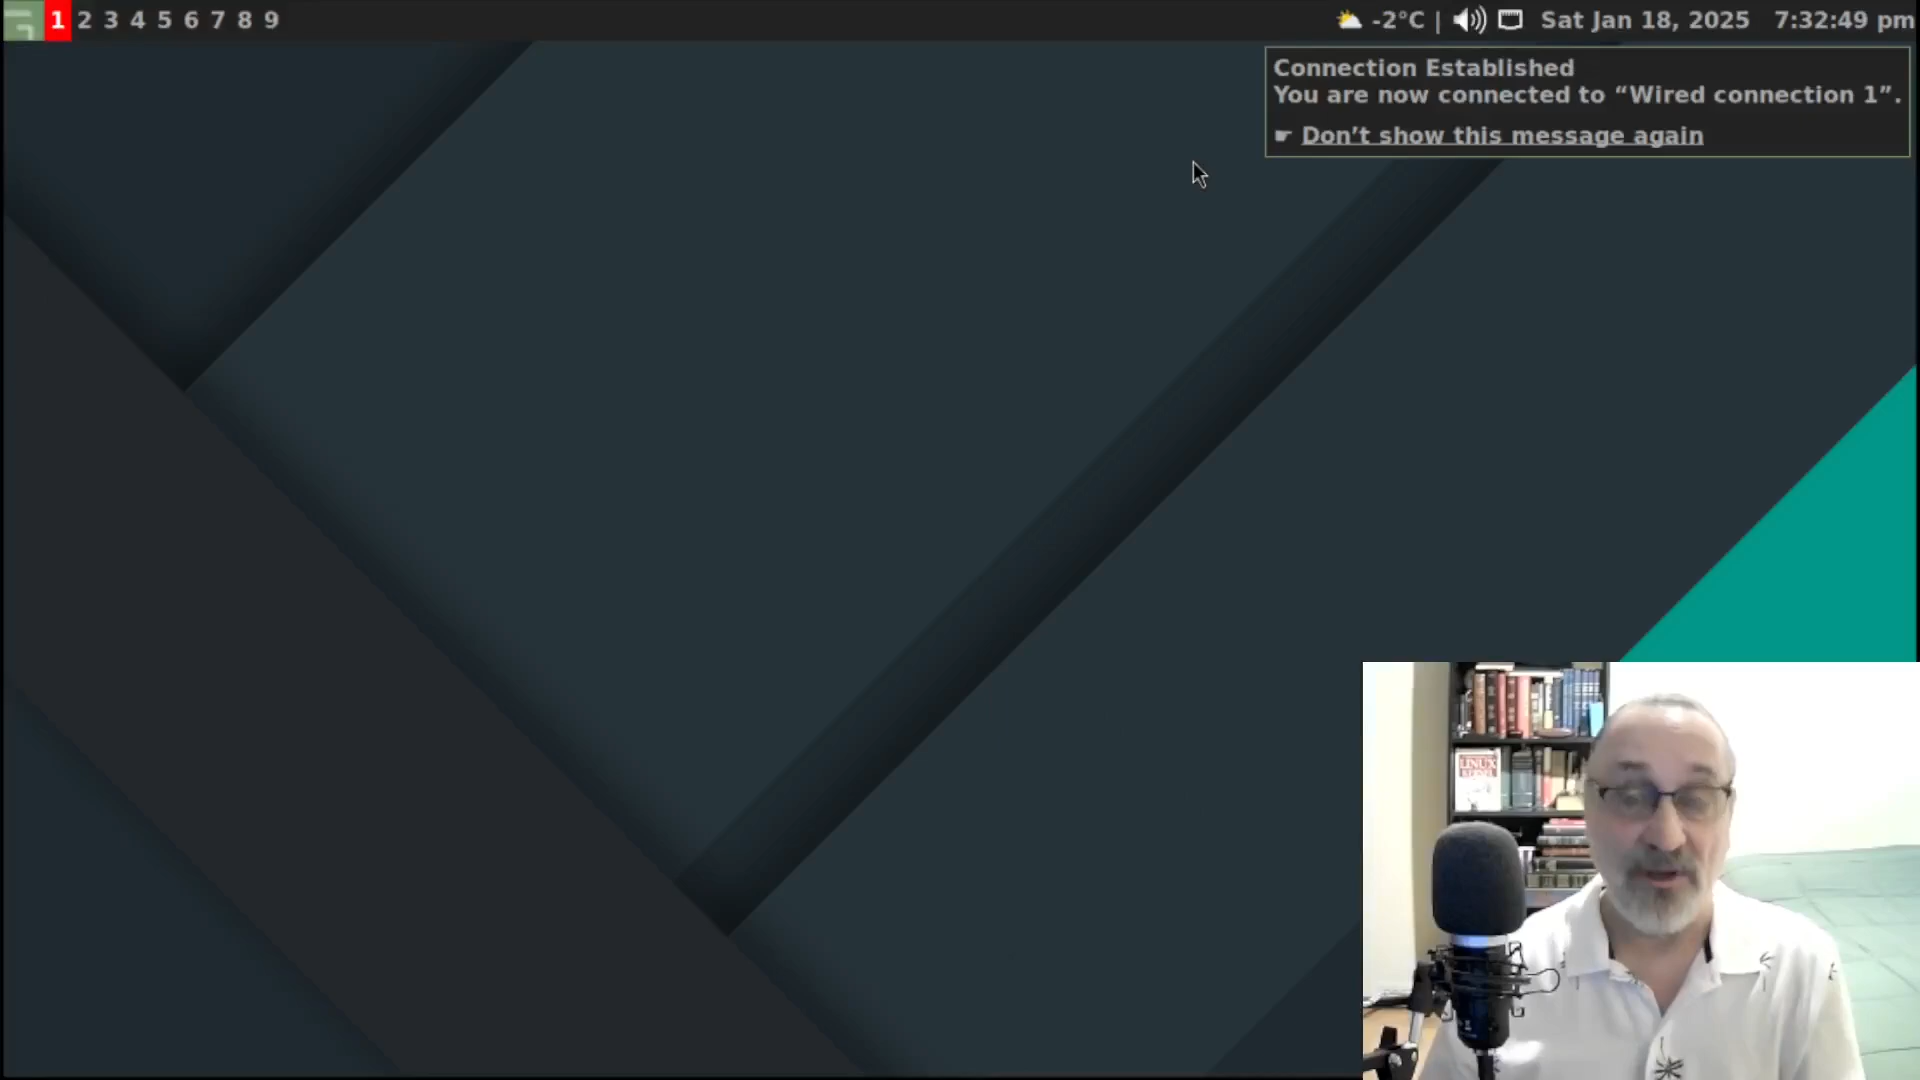 1 2 3 4 5 6 7 8 9
-2°C | Sat Jan 18, 2025 7:32:49 pm
Connection Established
You are now connected to “Wired connection 1”.
☛ Don’t show this message again
LINUX